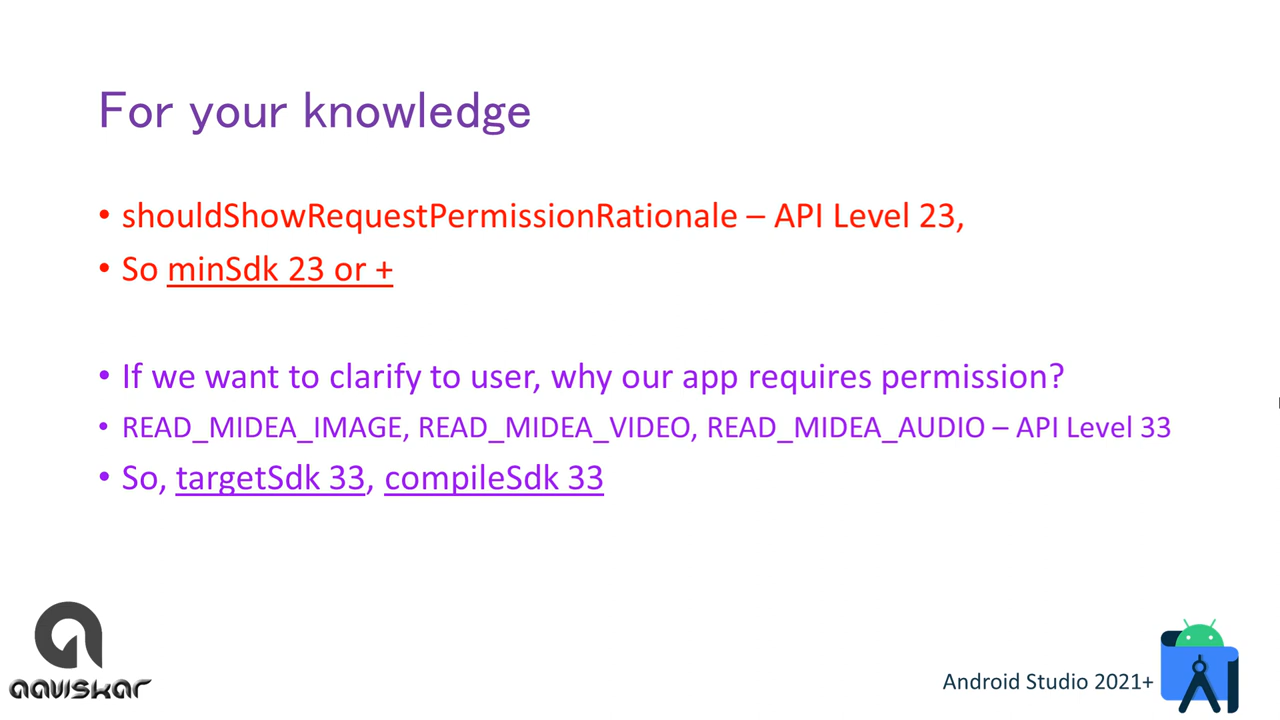 For your knowledge
• shouldShowRequestPermissionRationale – API Level 23,
• So minSdk 23 or +
• If we want to clarify to user, why our app requires permission?
• READ_MIDEA_IMAGE, READ_MIDEA_VIDEO, READ_MIDEA_AUDIO – API Level 33
• So, targetSdk 33, compileSdk 33
aaviskar
Android Studio 2021+